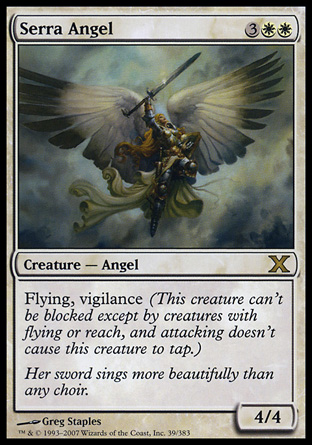 Serra Angel 3
Creature — Angel X
Flying, vigilance (This creature can't
be blocked except by creatures with
flying or reach, and attacking doesn't
cause this creature to tap.)
Her sword sings more beautifully than
any choir.
Greg Staples
™ & © 1993–2007 Wizards of the Coast, Inc. 39/383
4/4